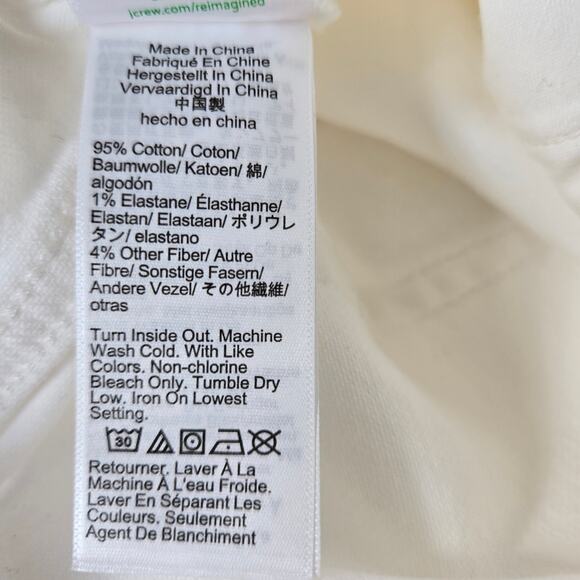 jcrew.com/reimagined
Made In China
Fabriqué En Chine
Hergestellt In China
Vervaardigd In China
中国製
hecho en china
95% Cotton/ Coton/
Baumwolle/ Katoen/ 綿/
algodón
1% Elastane/ Élasthanne/
Elastan/ Elastaan/ ポリウレ
タン/ elastano
4% Other Fiber/ Autre
Fibre/ Sonstige Fasern/
Andere Vezel/ その他繊維/
otras
Turn Inside Out. Machine
Wash Cold. With Like
Colors. Non-chlorine
Bleach Only. Tumble Dry
Low. Iron On Lowest
Setting.
30
Retourner. Laver À La
Machine À L'eau Froide.
Laver En Séparant Les
Couleurs. Séulement
Agent De Blanchiment